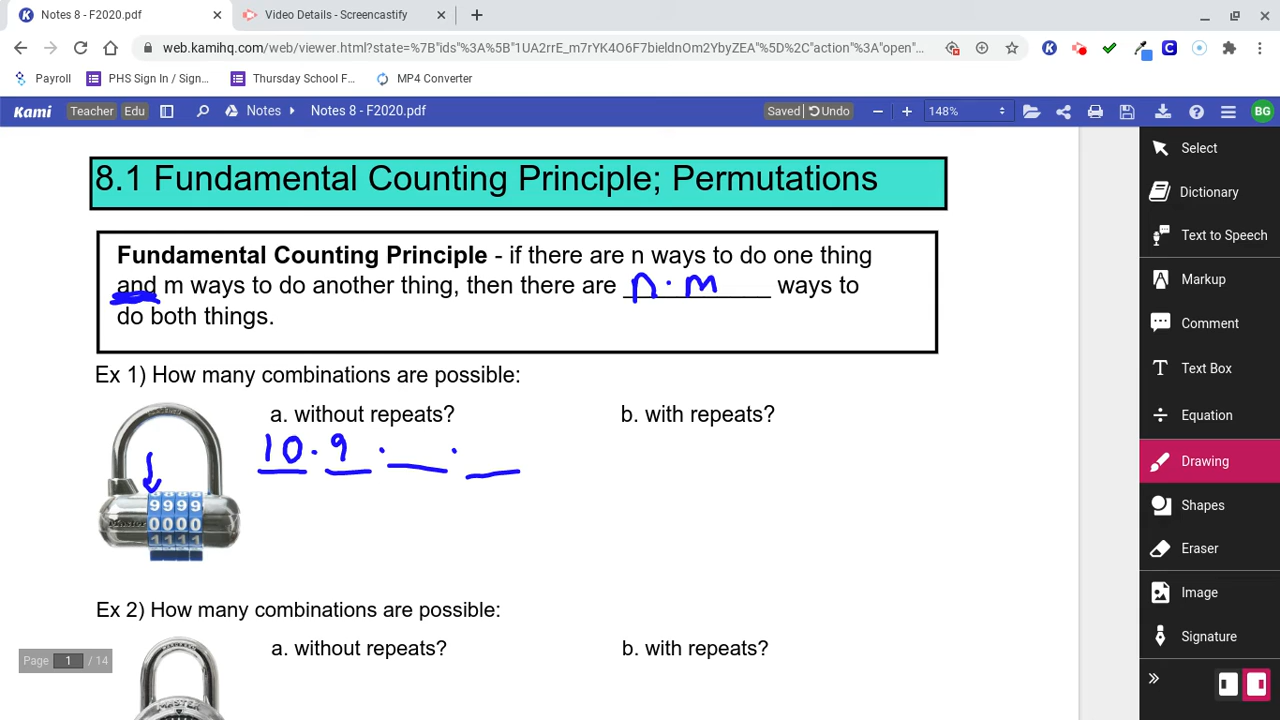 Notes 8 - F2020.pdf
Video Details - Screencastify
web.kamihq.com/web/viewer.html?state=%7B"ids"%3A%5B"1UA2rrE_m7rYK4O6F7bieldnOm2YbyZEA"%5D%2C"action"%3A"open"...
Payroll
PHS Sign In / Sign...
Thursday School F...
MP4 Converter
Kami
Teacher
Edu
Notes
Notes 8 - F2020.pdf
Saved
Undo
148%
BG
8.1 Fundamental Counting Principle; Permutations
Fundamental Counting Principle - if there are n ways to do one thing
and m ways to do another thing, then there are n · m ways to
do both things.
Ex 1) How many combinations are possible:
a. without repeats?
b. with repeats?
10 · 9 · ·
9999
0000
1111
Master
Ex 2) How many combinations are possible:
a. without repeats?
b. with repeats?
MASTER
Page 1 / 14
Select
Dictionary
Text to Speech
Markup
Comment
Text Box
Equation
Drawing
Shapes
Eraser
Image
Signature